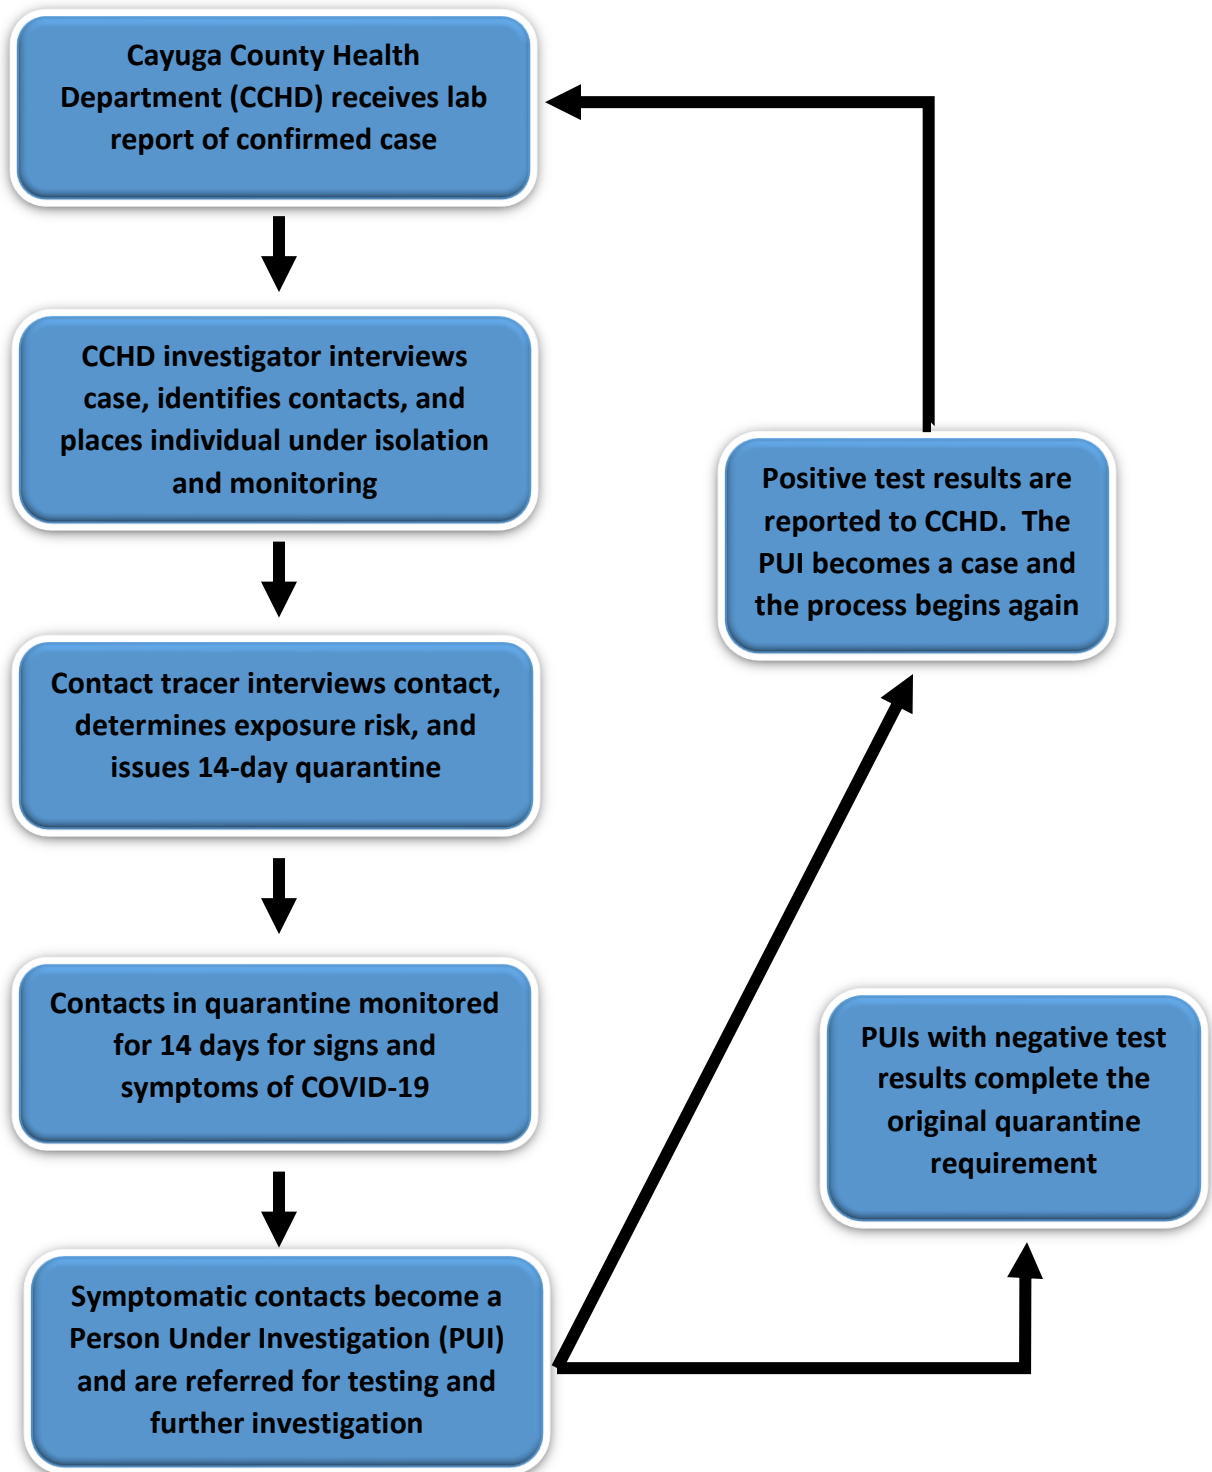 Cayuga County Health
Department (CCHD) receives lab
report of confirmed case
CCHD investigator interviews
case, identifies contacts, and
places individual under isolation
and monitoring
Contact tracer interviews contact,
determines exposure risk, and
issues 14-day quarantine
Contacts in quarantine monitored
for 14 days for signs and
symptoms of COVID-19
Symptomatic contacts become a
Person Under Investigation (PUI)
and are referred for testing and
further investigation
Positive test results are
reported to CCHD.  The
PUI becomes a case and
the process begins again
PUIs with negative test
results complete the
original quarantine
requirement